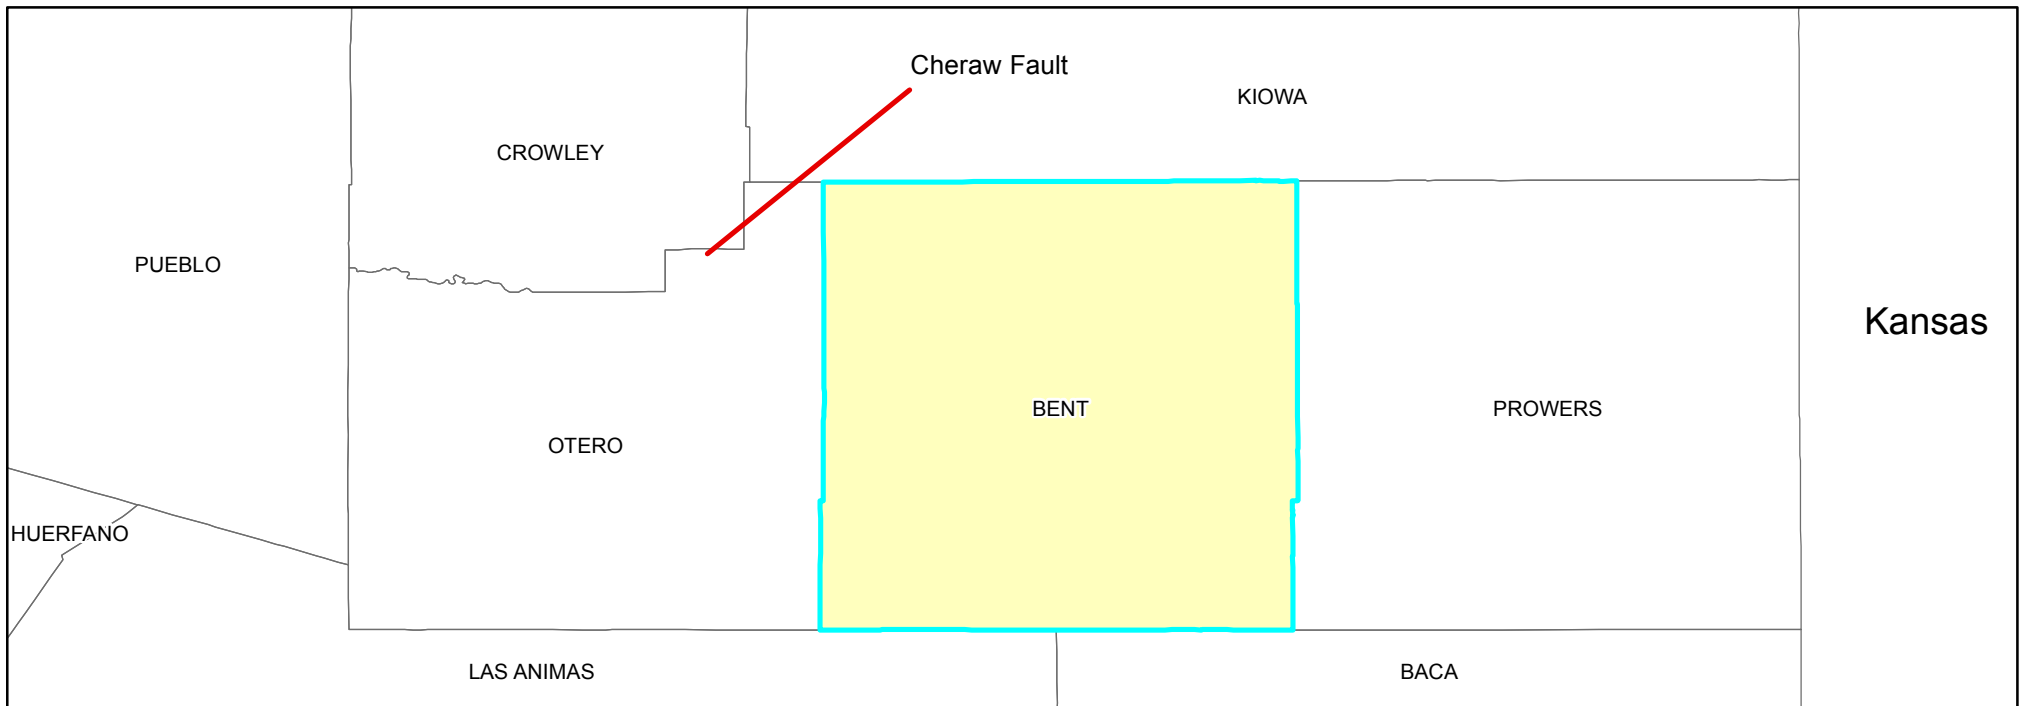 Cheraw Fault
KIOWA
CROWLEY
PUEBLO
Kansas
BENT
PROWERS
OTERO
HUERFANO
LAS ANIMAS
BACA